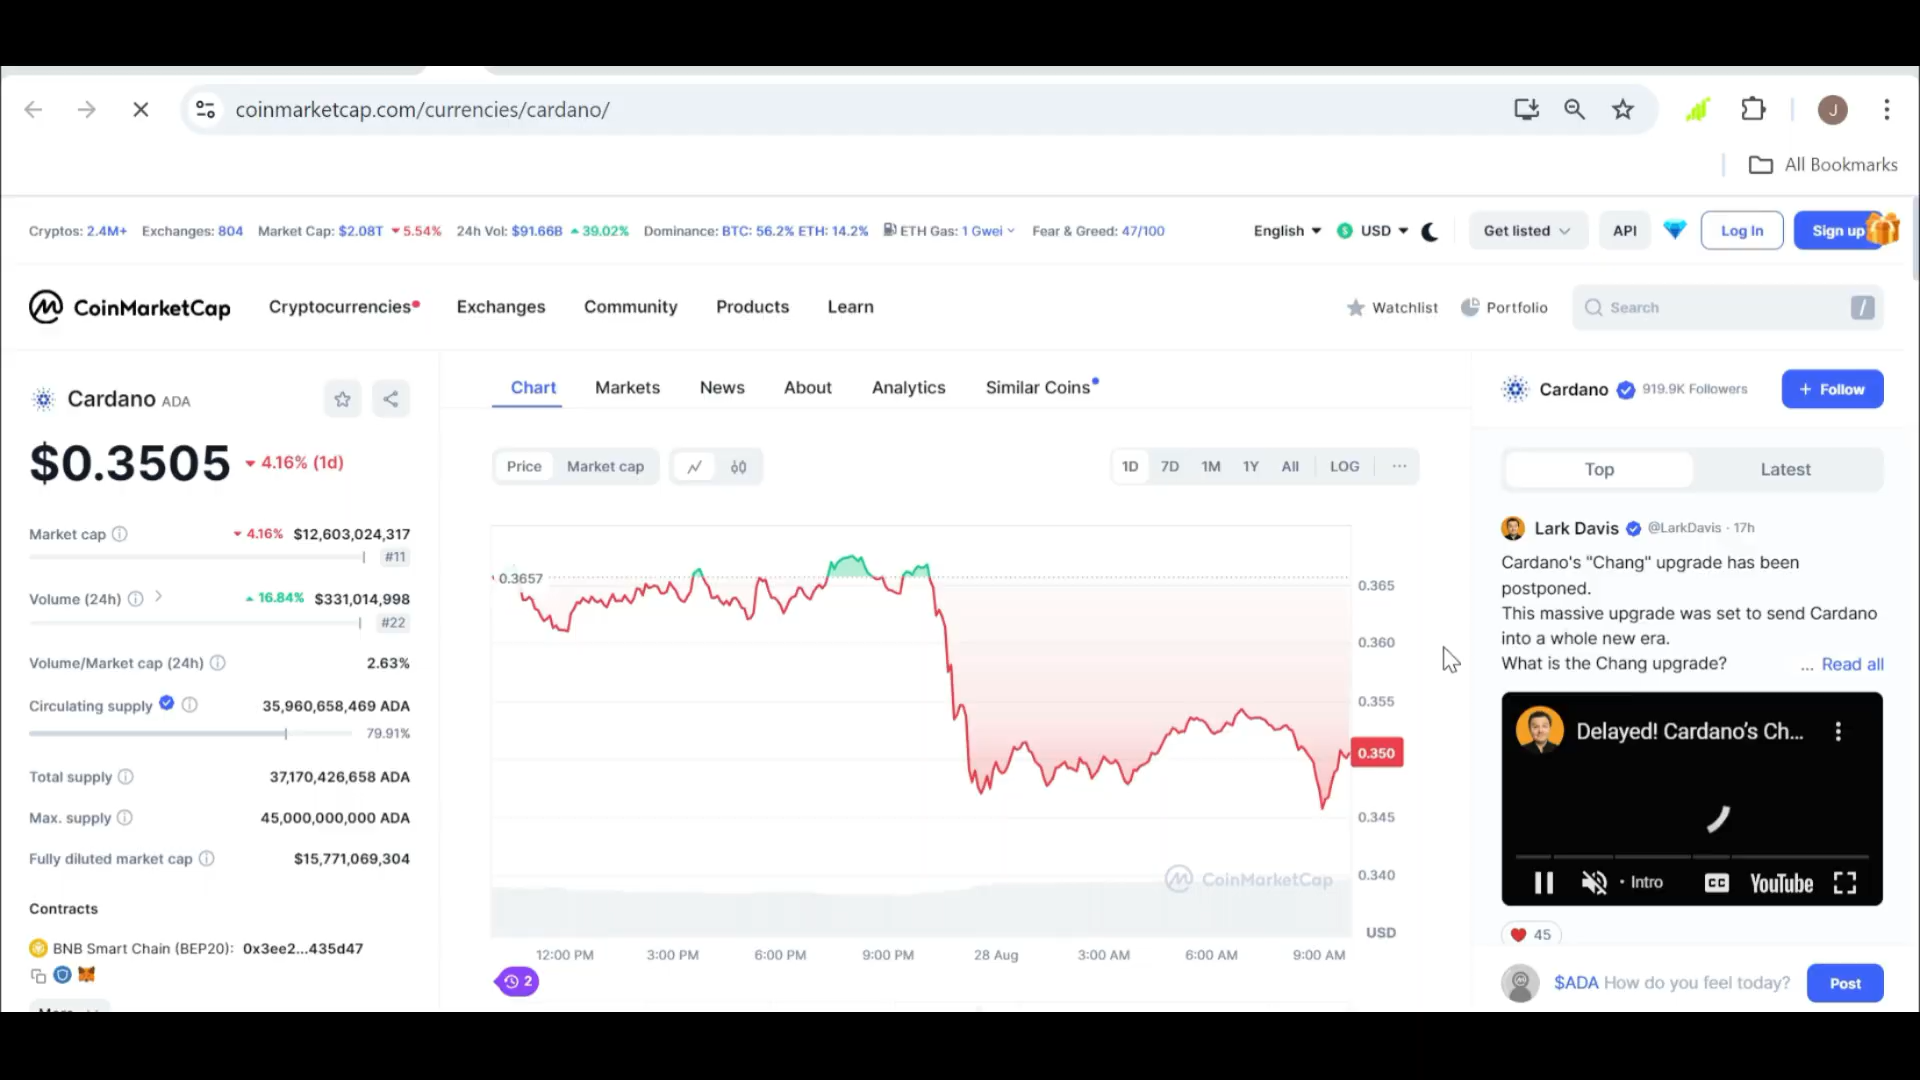 coinmarketcap.com/currencies/cardano/
J
All Bookmarks
Cryptos: 2.4M+ Exchanges: 804 Market Cap: $2.08T 5.54% 24h Vol: $91.66B 39.02% Dominance: BTC: 56.2% ETH: 14.2% ETH Gas: 1 Gwei Fear & Greed: 47/100
English USD Get listed API Log In Sign up
CoinMarketCap Cryptocurrencies Exchanges Community Products Learn
Watchlist Portfolio Search /
Cardano ADA
$0.3505 4.16% (1d)
Market cap 4.16% $12,603,024,317
#11
Volume (24h) 16.84% $331,014,998
#22
Volume/Market cap (24h) 2.63%
Circulating supply 35,960,658,469 ADA
79.91%
Total supply 37,170,426,658 ADA
Max. supply 45,000,000,000 ADA
Fully diluted market cap $15,771,069,304
Contracts
BNB Smart Chain (BEP20): 0x3ee2...435d47
Chart Markets News About Analytics Similar Coins
Price Market cap
1D 7D 1M 1Y All LOG ...
0.3657
0.365
0.360
0.355
0.350
0.345
0.340
CoinMarketCap
USD
12:00 PM 3:00 PM 6:00 PM 9:00 PM 28 Aug 3:00 AM 6:00 AM 9:00 AM
2
Cardano 919.9K Followers + Follow
Top Latest
Lark Davis @LarkDavis · 17h
Cardano's "Chang" upgrade has been
postponed.
This massive upgrade was set to send Cardano
into a whole new era.
What is the Chang upgrade? ... Read all
Delayed! Cardano's Ch...
• Intro CC YouTube
45
$ADA How do you feel today? Post